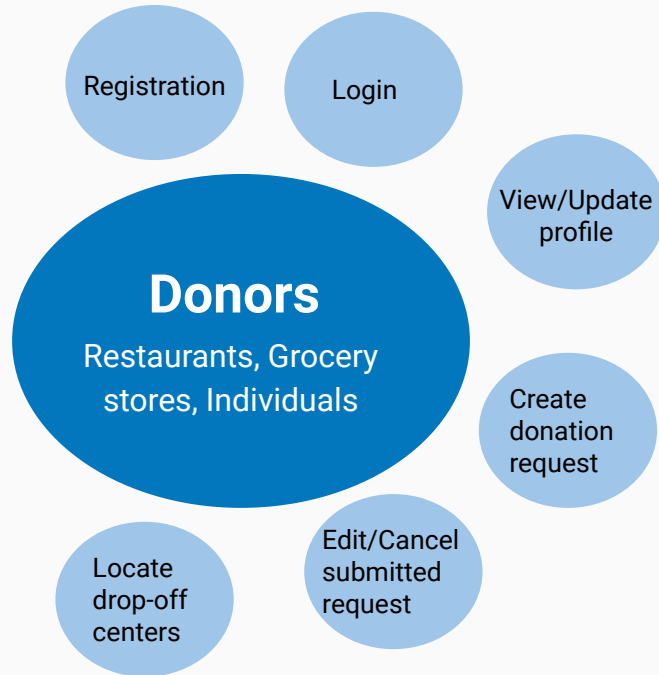 Registration
Login
View/Update
profile
Donors
Restaurants, Grocery
stores, Individuals
Create
donation
request
Edit/Cancel
submitted
request
Locate
drop-off
centers